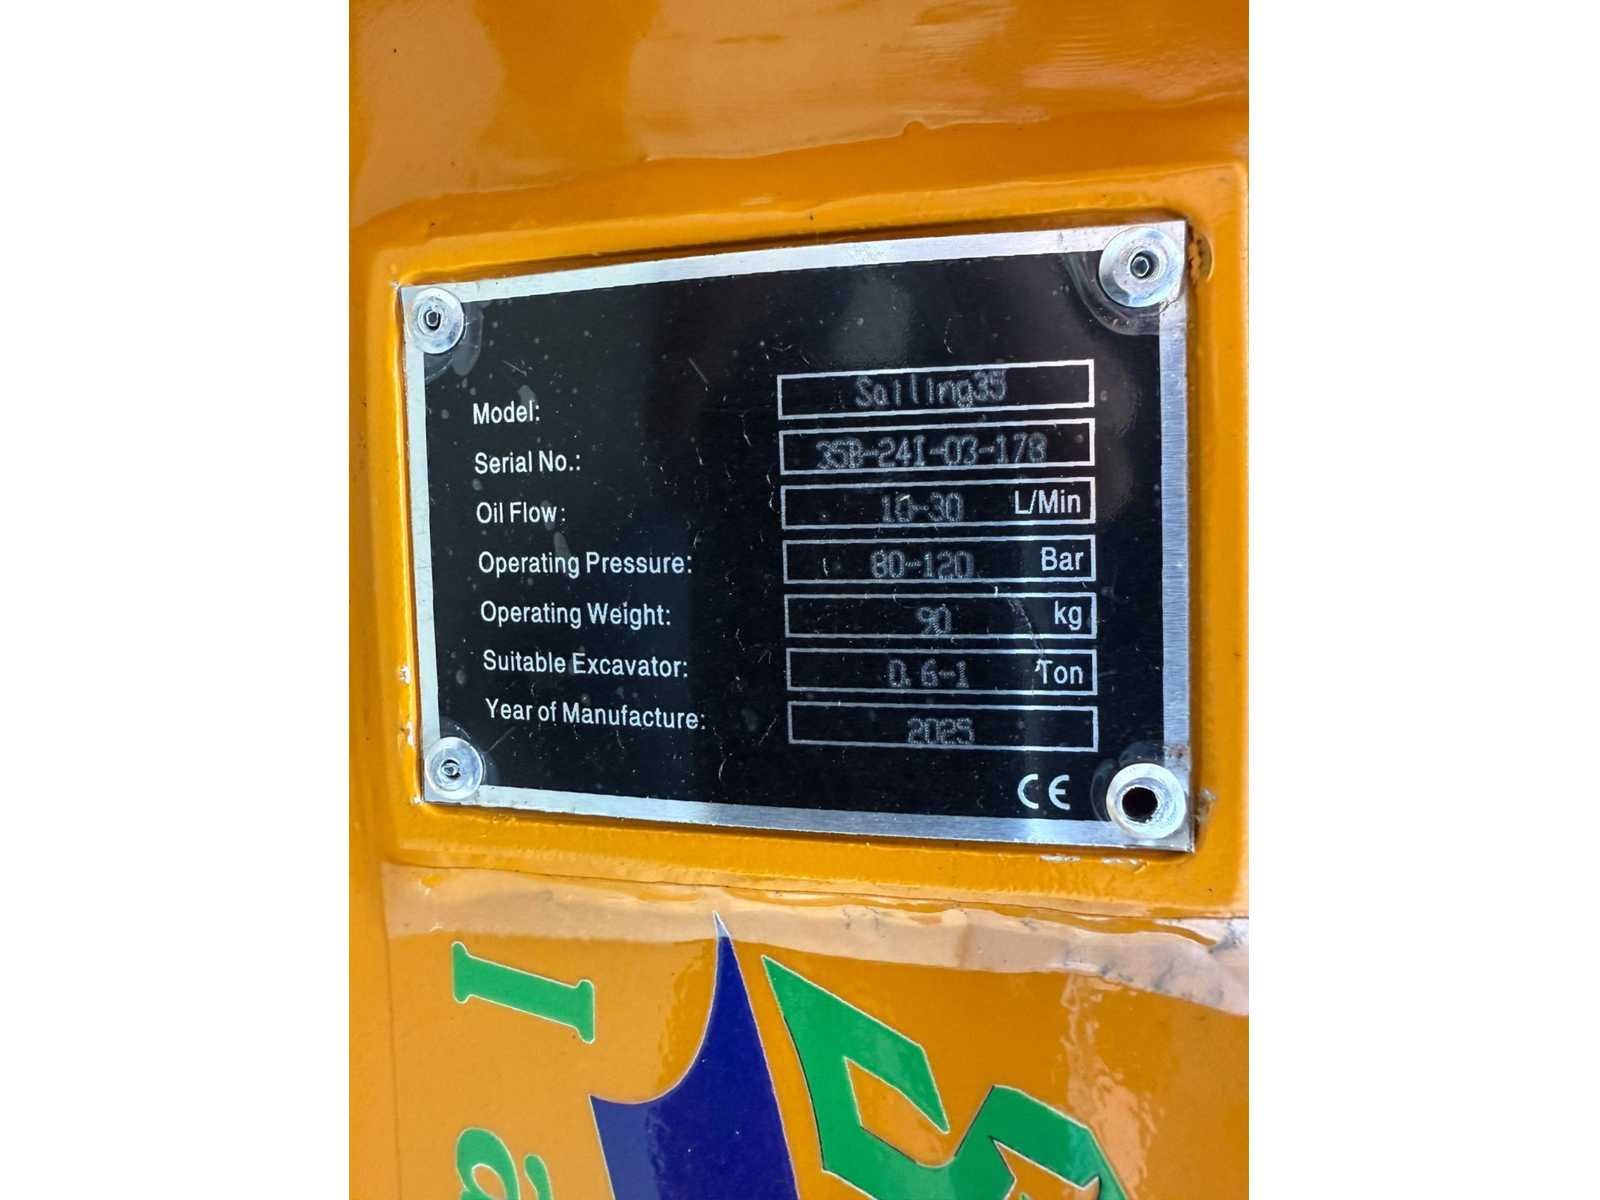 Model: Sailing35
Serial No.: 35B-24I-03-178
Oil Flow: 10-30 L/Min
Operating Pressure: 80-120 Bar
Operating Weight: 90 kg
Suitable Excavator: 0.6-1 Ton
Year of Manufacture: 2025
CE